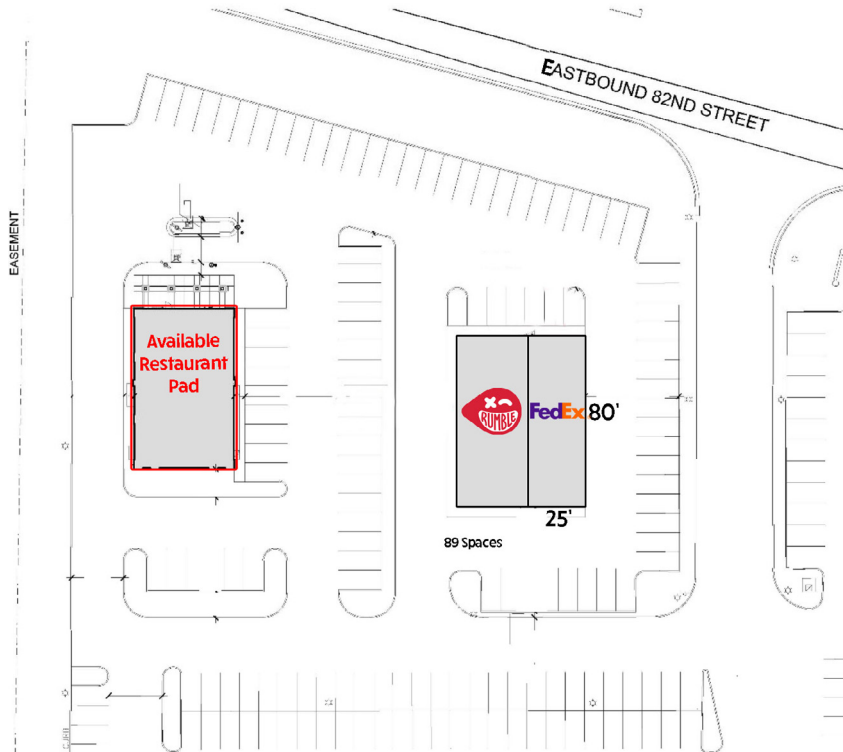 EASTBOUND 82ND STREET
EASEMENT
Available
Restaurant
Pad
RUMBLE
FedEx
80'
25'
89 Spaces